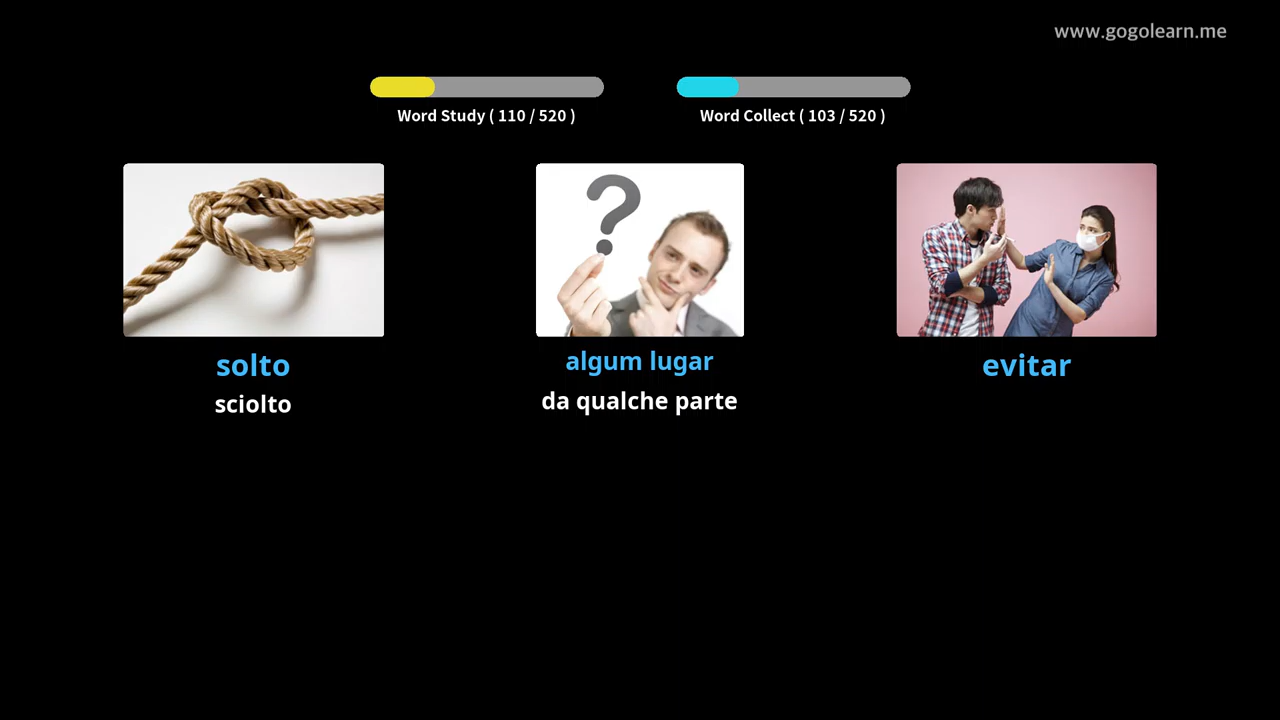 www.gogolearn.me
Word Study ( 110 / 520 )
Word Collect ( 103 / 520 )
solto
sciolto
algum lugar
da qualche parte
evitar